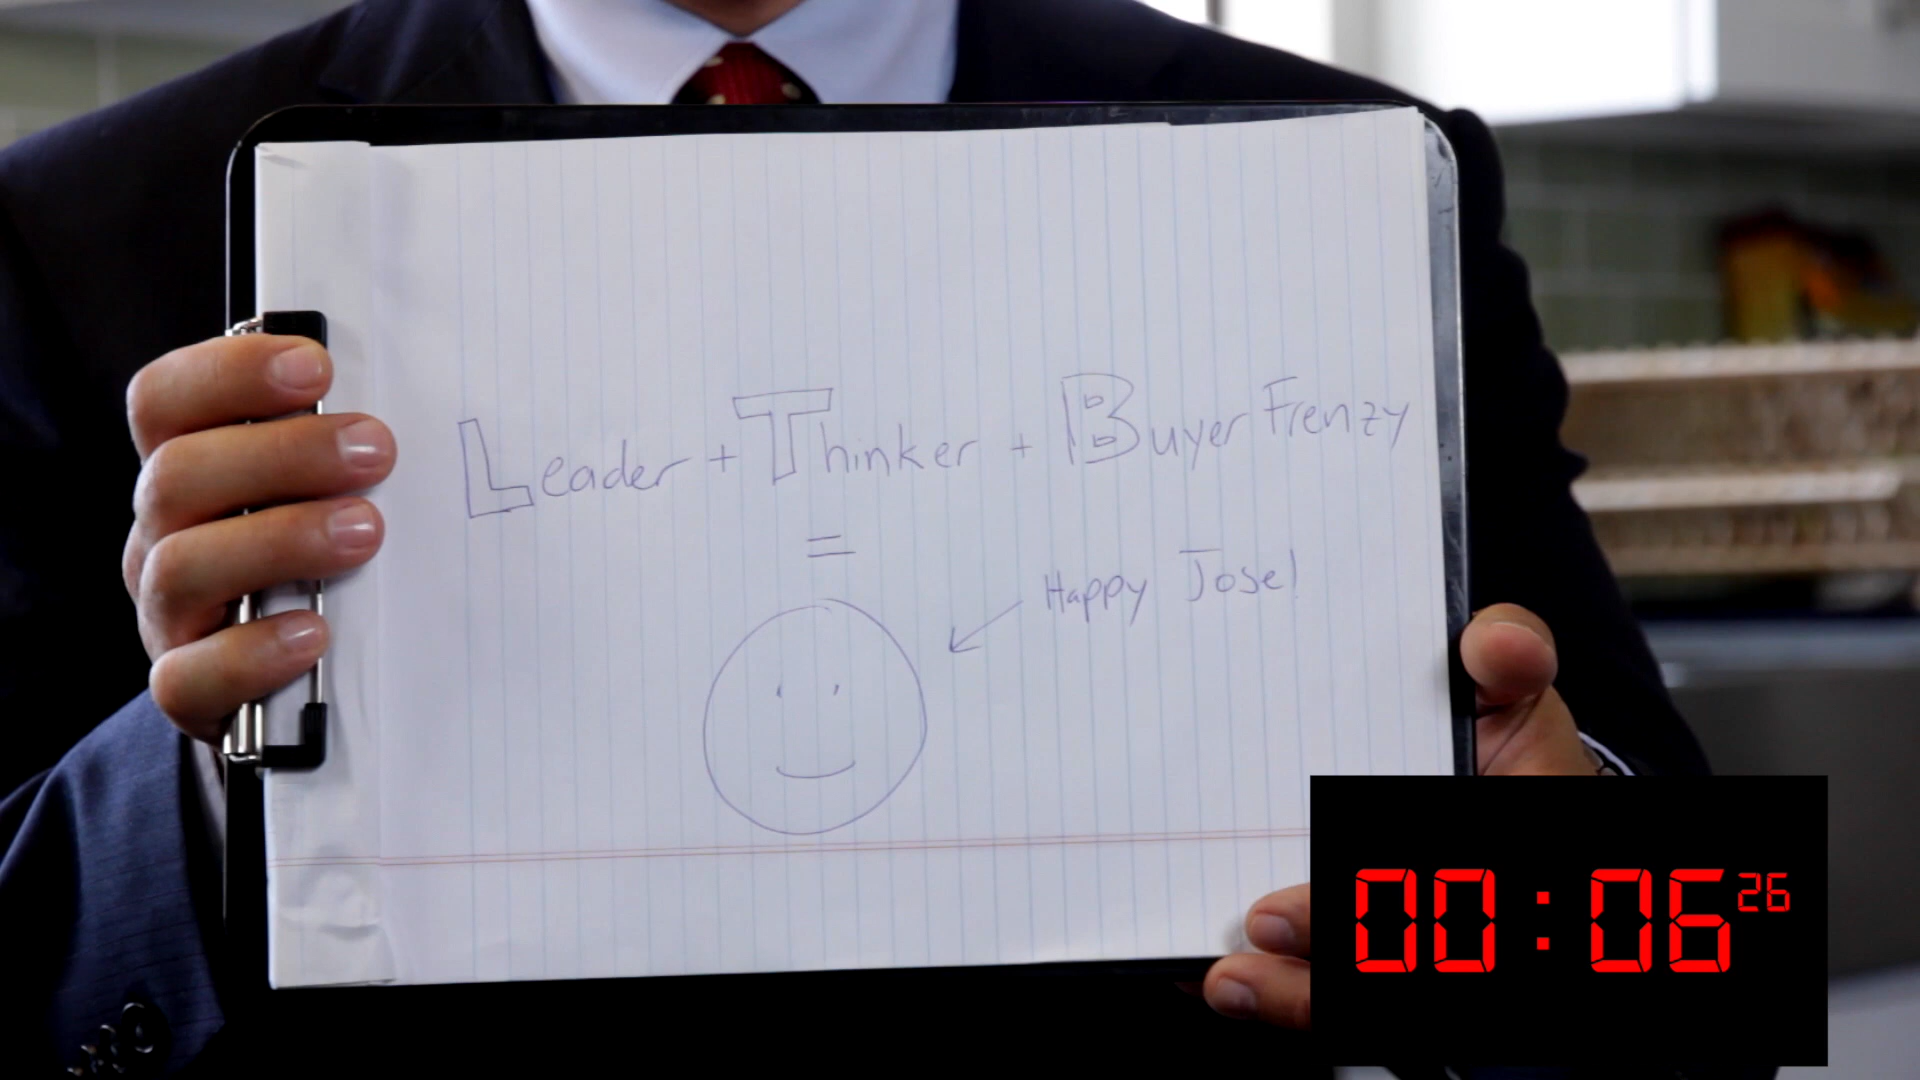 Leader + Thinker + Buyer Frenzy
=
Happy Jose!
00:06 26